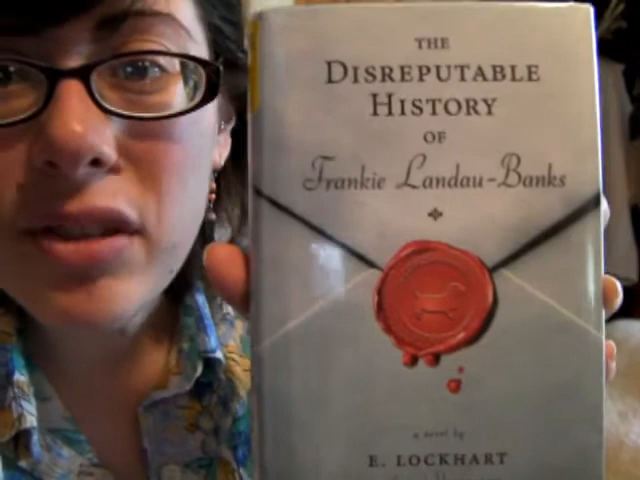 THE
DISREPUTABLE
HISTORY
OF
Frankie Landau-Banks
a novel by
E. LOCKHART